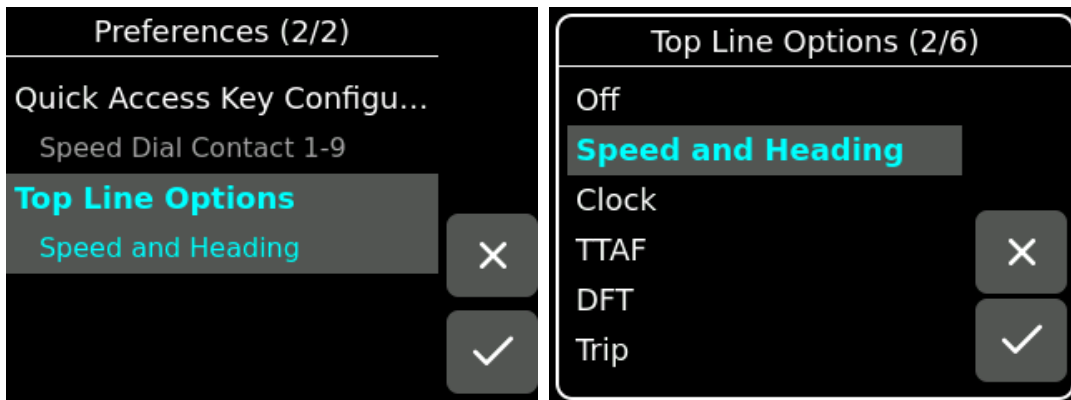 Preferences (2/2)
Quick Access Key Configu...
Speed Dial Contact 1-9
Top Line Options
Speed and Heading
Top Line Options (2/6)
Off
Speed and Heading
Clock
TTAF
DFT
Trip